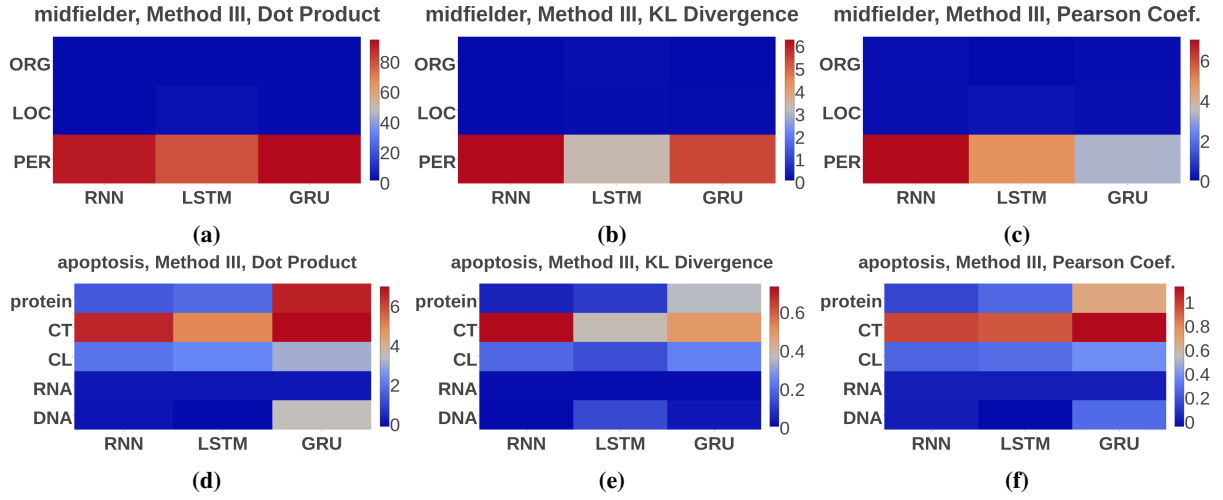 midfielder, Method III, Dot Product
ORG
LOC
PER
RNN LSTM GRU
80
60
40
20
0
(a)
midfielder, Method III, KL Divergence
ORG
LOC
PER
RNN LSTM GRU
6
5
4
3
2
1
0
(b)
midfielder, Method III, Pearson Coef.
ORG
LOC
PER
RNN LSTM GRU
6
4
2
0
(c)
apoptosis, Method III, Dot Product
protein
CT
CL
RNA
DNA
RNN LSTM GRU
6
4
2
0
(d)
apoptosis, Method III, KL Divergence
protein
CT
CL
RNA
DNA
RNN LSTM GRU
0.6
0.4
0.2
0
(e)
apoptosis, Method III, Pearson Coef.
protein
CT
CL
RNA
DNA
RNN LSTM GRU
1
0.8
0.6
0.4
0.2
0
(f)